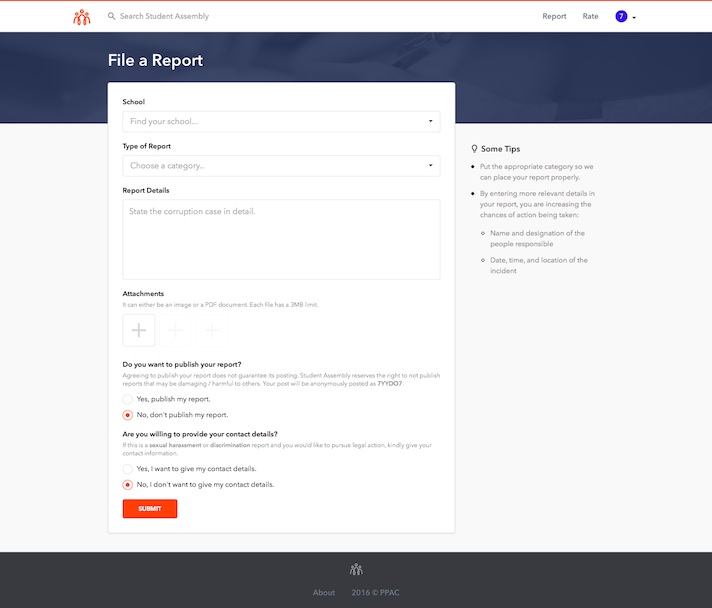 Search Student Assembly
Report
Rate
7
File a Report
School
Find your school...
Type of Report
Choose a category..
Report Details
State the corruption case in detail.
Attachments
It can either be an image or a PDF document. Each file has a 3MB limit.
Do you want to publish your report?
Agreeing to publish your report does not guarantee its posting. Student Assembly reserves the right to not publish
reports that may be damaging / harmful to others. Your post will be anonymously posted as 7YYDO7.
Yes, publish my report.
No, don't publish my report.
Are you willing to provide your contact details?
If this is a sexual harassment or discrimination report and you would like to pursue legal action, kindly give your
contact information.
Yes, I want to give my contact details.
No, I don't want to give my contact details.
SUBMIT
Some Tips
Put the appropriate category so we
can place your report properly.
By entering more relevant details in
your report, you are increasing the
chances of action being taken:
Name and designation of the
people responsible
Date, time, and location of the
incident
About
2016 © PPAC